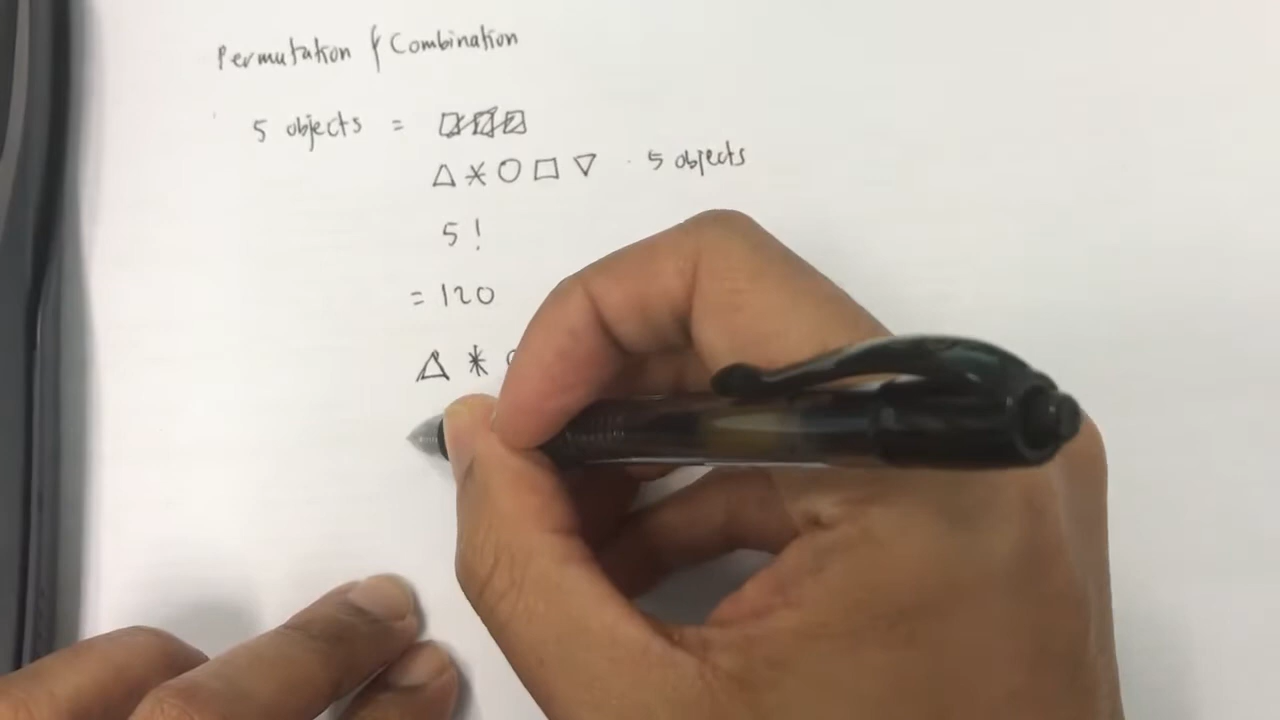 Permutation & Combination
5 objects =
△ * ○ □ ▽ 5 objects
5!
= 120
△ *